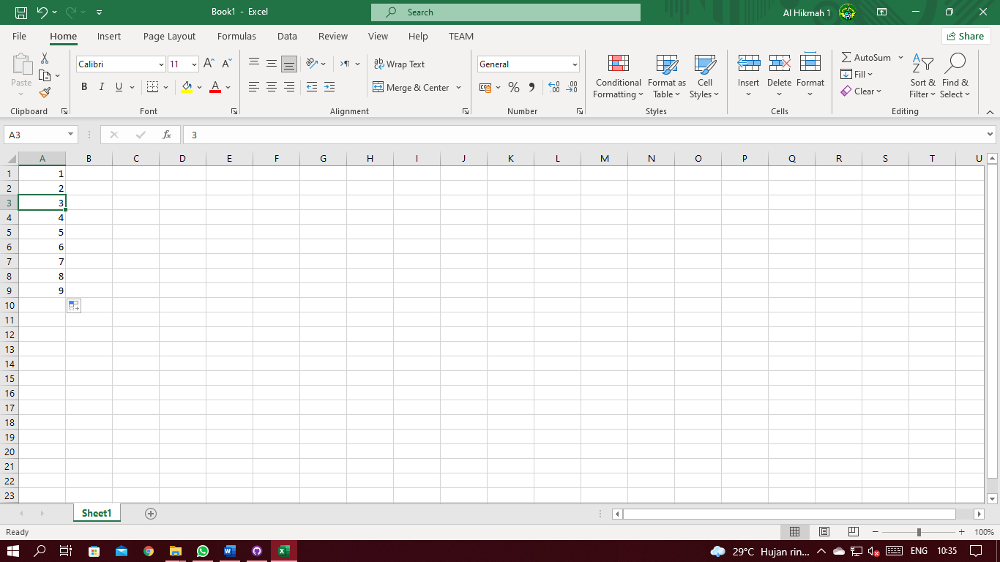 Book1 - Excel
Search
Al Hikmah 1
File Home Insert Page Layout Formulas Data Review View Help TEAM
Share
Paste
Calibri 11
ab Wrap Text
General
Conditional Formatting
Format as Table
Cell Styles
Insert Delete Format
AutoSum
Fill
Clear
Sort & Filter
Find & Select
B I U
Merge & Center
Clipboard Font Alignment Number Styles Cells Editing
A3 fx 3
A B C D E F G H I J K L M N O P Q R S T U
1 1
2 2
3 3
4 4
5 5
6 6
7 7
8 8
9 9
10
11
12
13
14
15
16
17
18
19
20
21
22
23
Sheet1
Ready
100%
29°C Hujan rin... ENG 10:35